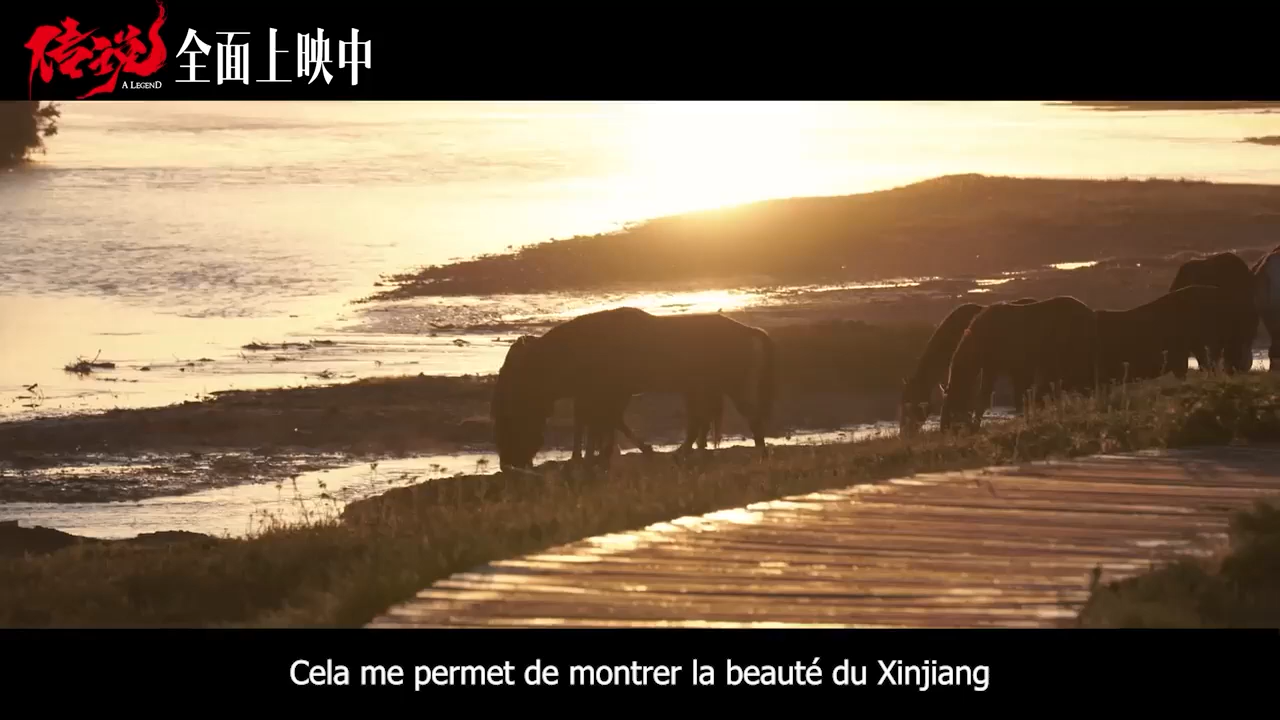 传说 全面上映中
A LEGEND
Cela me permet de montrer la beauté du Xinjiang